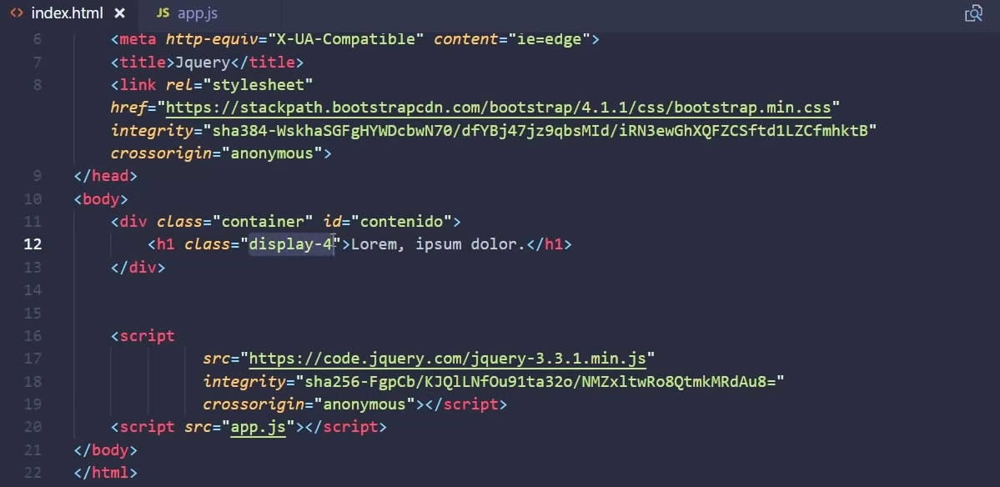 <> index.html × JS app.js
6 <meta http-equiv="X-UA-Compatible" content="ie=edge">
7 <title>Jquery</title>
8 <link rel="stylesheet"
href="https://stackpath.bootstrapcdn.com/bootstrap/4.1.1/css/bootstrap.min.css"
integrity="sha384-WskhaSGFgHYWDcbwN70/dfYBj47jz9qbsMId/iRN3ewGhXQFZCSftd1LZCfmhktB"
crossorigin="anonymous">
9 </head>
10 <body>
11 <div class="container" id="contenido">
12 <h1 class="display-4">Lorem, ipsum dolor.</h1>
13 </div>
14
15
16 <script
17 src="https://code.jquery.com/jquery-3.3.1.min.js"
18 integrity="sha256-FgpCb/KJQlLNfOu91ta32o/NMZxltwRo8QtmkMRdAu8="
19 crossorigin="anonymous"></script>
20 <script src="app.js"></script>
21 </body>
22 </html>